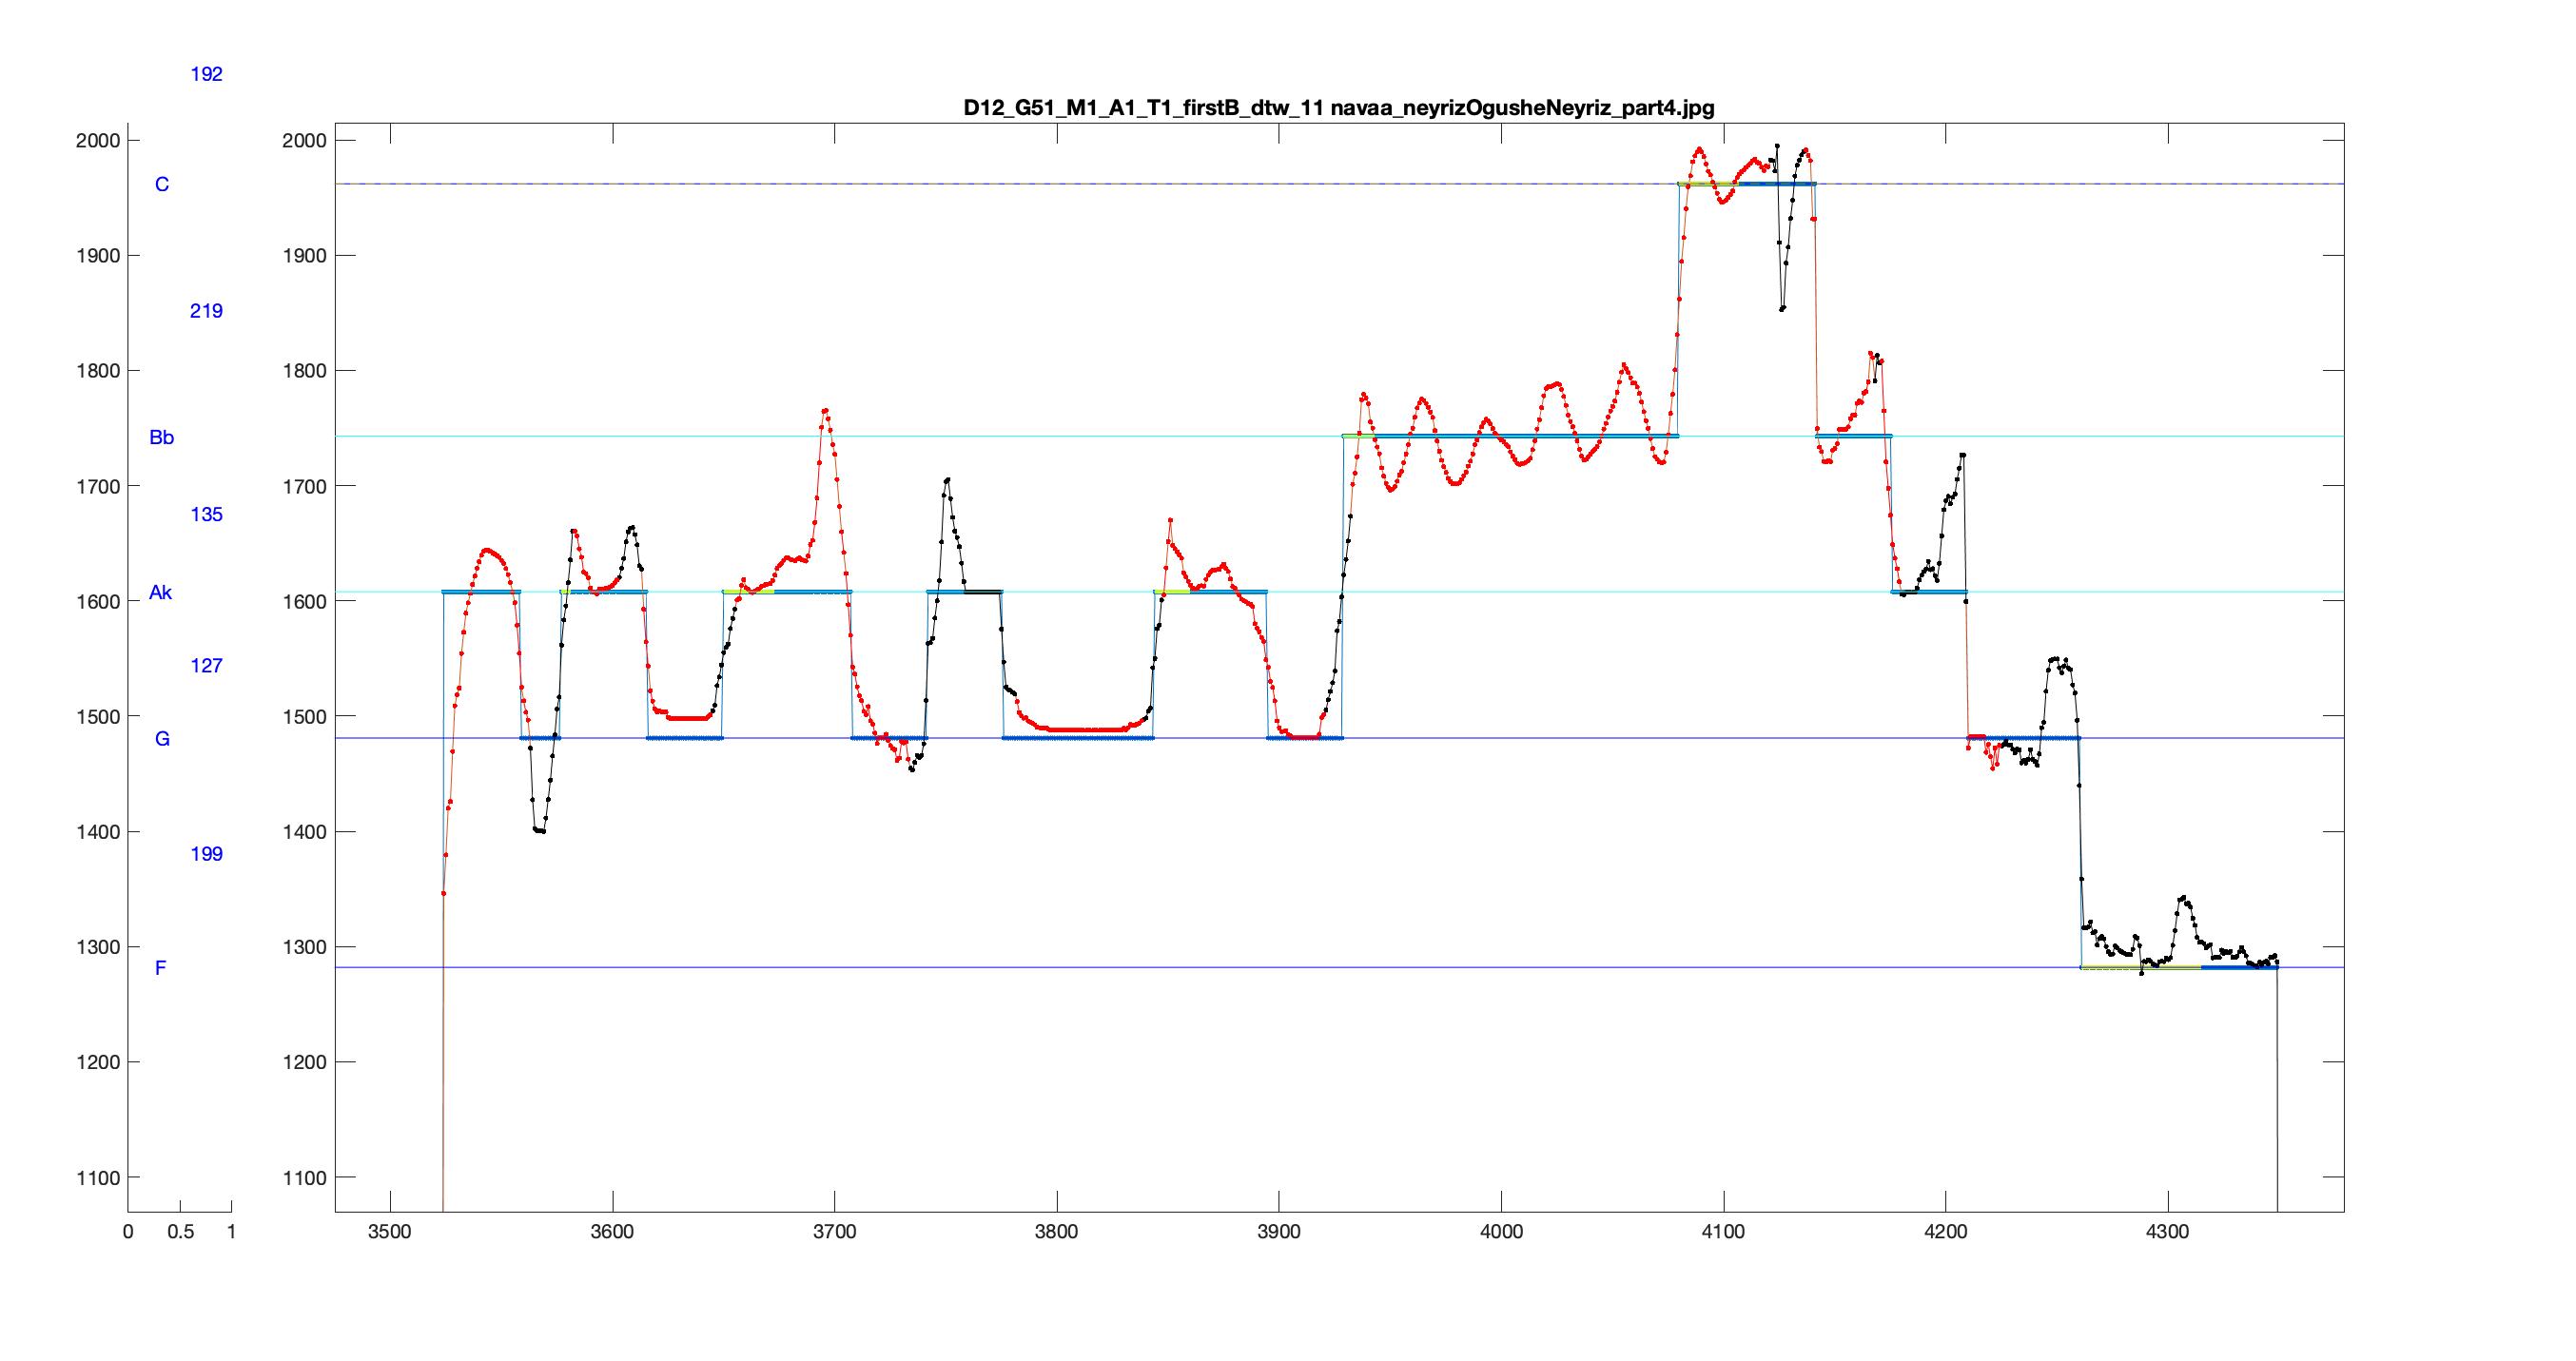 192
D12_G51_M1_A1_T1_firstB_dtw_11 navaa_neyrizOgusheNeyriz_part4.jpg
2000 2000
C
1900 1900
219
1800 1800
Bb
1700 1700
135
1600 Ak 1600
127
1500 1500
G
1400 1400
199
1300 1300
F
1200 1200
1100 1100
0 0.5 1 3500 3600 3700 3800 3900 4000 4100 4200 4300